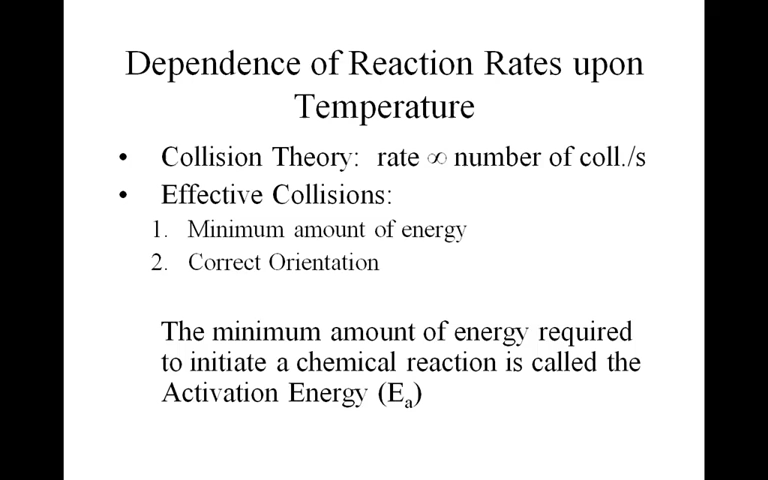 Dependence of Reaction Rates upon
Temperature
• Collision Theory: rate ∞ number of coll./s
• Effective Collisions:
1. Minimum amount of energy
2. Correct Orientation
The minimum amount of energy required
to initiate a chemical reaction is called the
Activation Energy (Eₐ)